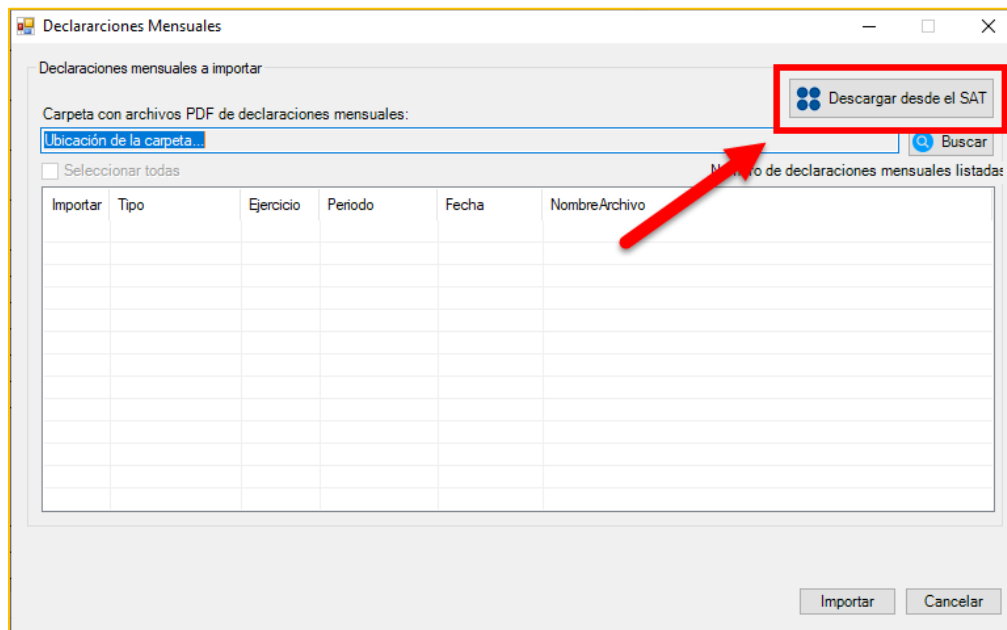 Declararciones Mensuales
Declaraciones mensuales a importar
Descargar desde el SAT
Carpeta con archivos PDF de declaraciones mensuales:
Ubicación de la carpeta...
Buscar
Seleccionar todas
de declaraciones mensuales listadas
Importar Tipo Ejercicio Periodo Fecha NombreArchivo
Importar Cancelar